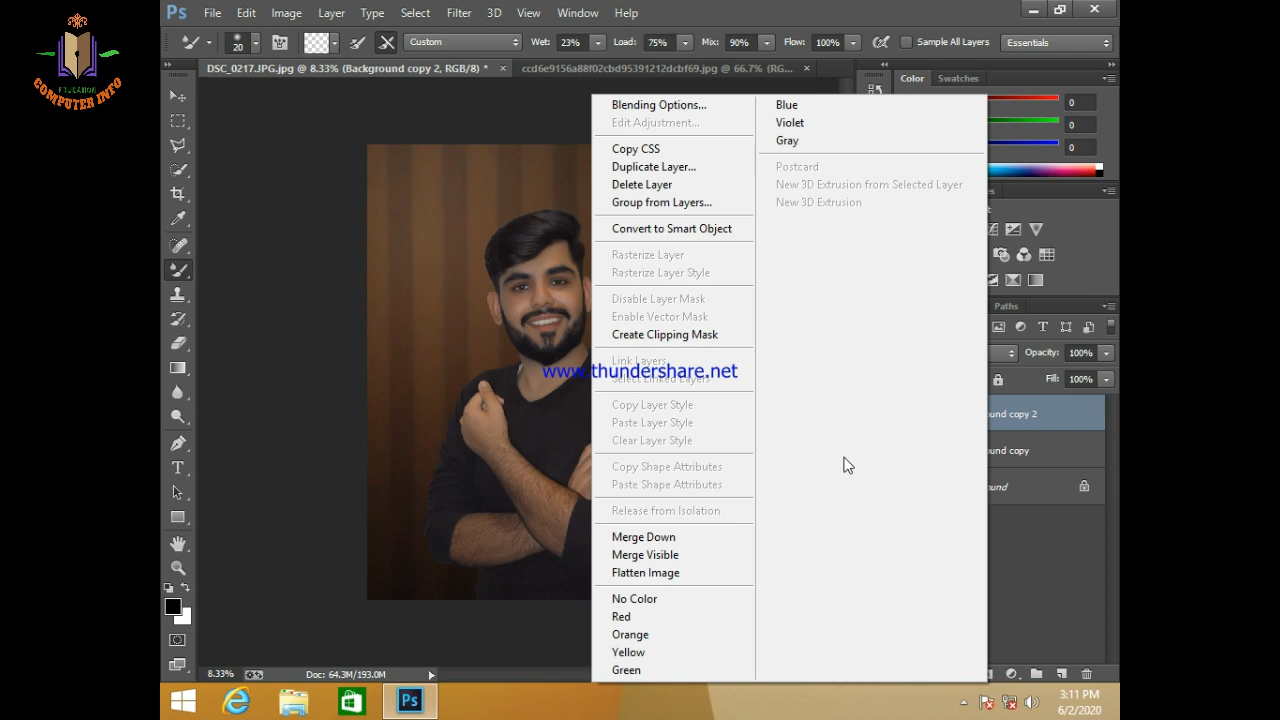 EDUCATION
COMPUTER INFO
Ps File Edit Image Layer Type Select Filter 3D View Window Help
20 Custom Wet: 23% Load: 75% Mix: 90% Flow: 100% Sample All Layers Essentials
DSC_0217.JPG.jpg @ 8.33% (Background copy 2, RGB/8) * × ccd6e9156a88f02cbd95391212dcbf69.jpg @ 66.7% (RG... ×
Color Swatches
0
0
0
Blending Options...
Edit Adjustment...
Copy CSS
Duplicate Layer...
Delete Layer
Group from Layers...
Convert to Smart Object
Rasterize Layer
Rasterize Layer Style
Disable Layer Mask
Enable Vector Mask
Create Clipping Mask
Link Layers
Select Linked Layers
www.thundershare.net
Copy Layer Style
Paste Layer Style
Clear Layer Style
Copy Shape Attributes
Paste Shape Attributes
Release from Isolation
Merge Down
Merge Visible
Flatten Image
No Color
Red
Orange
Yellow
Green
Blue
Violet
Gray
Postcard
New 3D Extrusion from Selected Layer
New 3D Extrusion
Paths
Opacity: 100%
Fill: 100%
und copy 2
und copy
und
8.33% Doc: 64.3M/193.0M
Ps
3:11 PM
6/2/2020